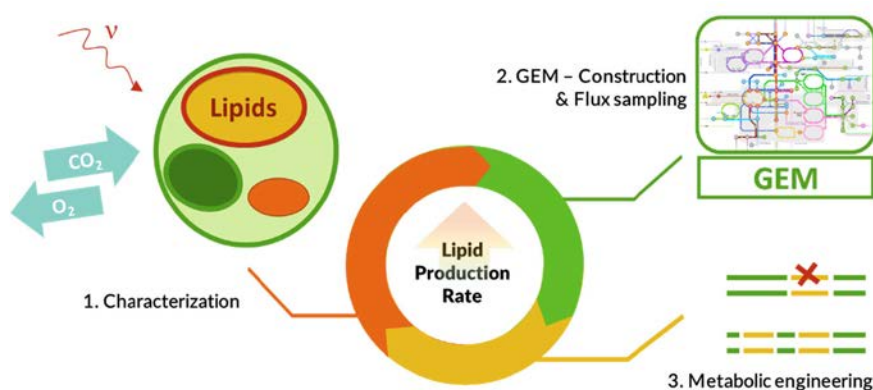 ν
Lipids
CO₂
O₂
1. Characterization
Lipid
Production
Rate
2. GEM – Construction
& Flux sampling
GEM
3. Metabolic engineering